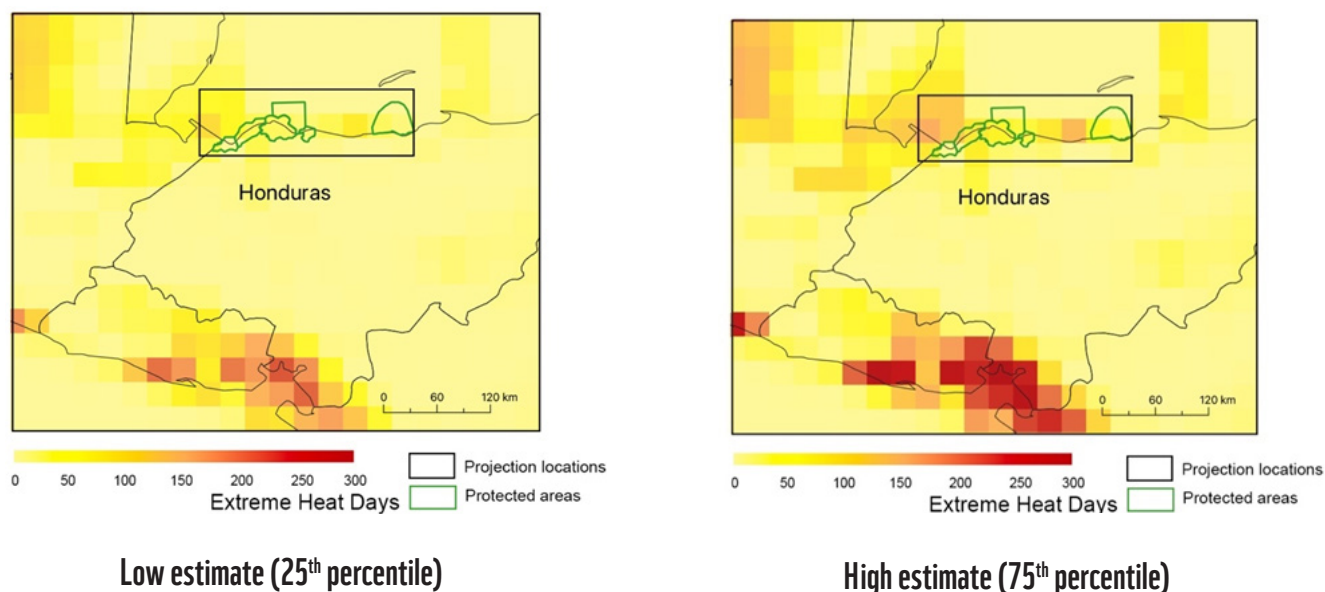 Honduras
0 60 120 km
0 50 100 150 200 250 300
Extreme Heat Days
Projection locations
Protected areas
Low estimate (25th percentile)
Honduras
0 60 120 km
0 50 100 150 200 250 300
Extreme Heat Days
Projection locations
Protected areas
High estimate (75th percentile)